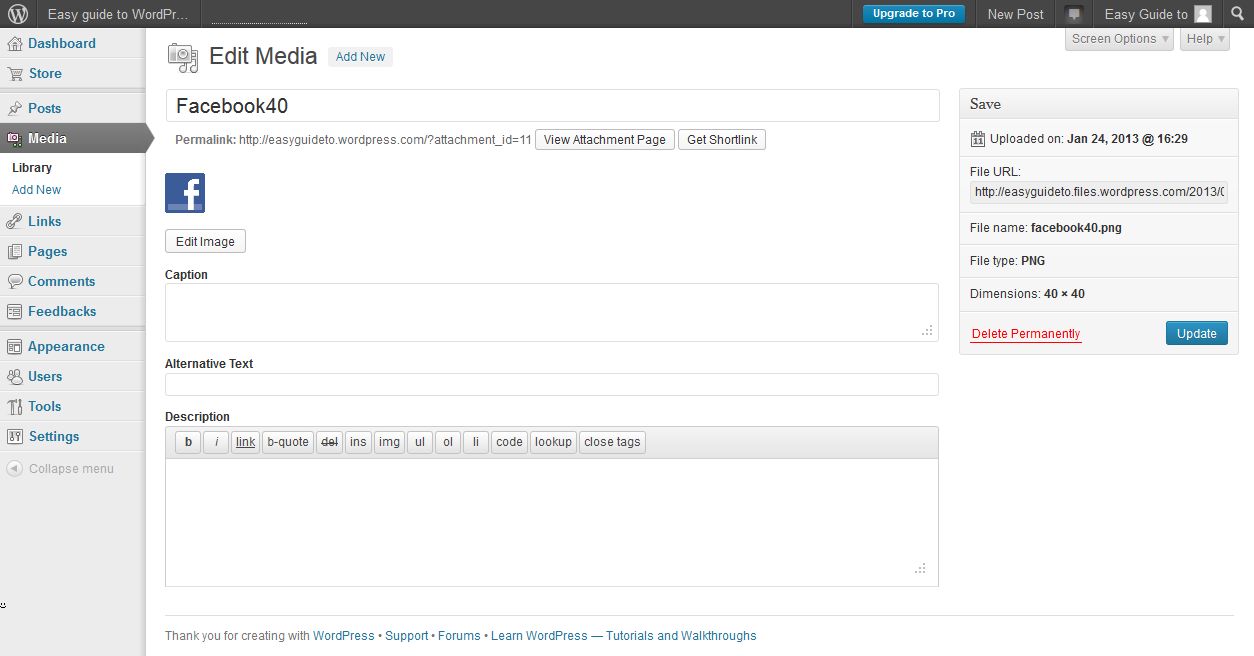 Easy guide to WordPr...
Upgrade to Pro
New Post
Easy Guide to
Screen Options
Help
Dashboard
Store
Posts
Media
Library
Add New
Links
Pages
Comments
Feedbacks
Appearance
Users
Tools
Settings
Collapse menu
Edit Media Add New
Facebook40
Permalink: http://easyguideto.wordpress.com/?attachment_id=11 View Attachment Page Get Shortlink
Edit Image
Caption
Alternative Text
Description
b i link b-quote del ins img ul ol li code lookup close tags
Save
Uploaded on: Jan 24, 2013 @ 16:29
File URL:
http://easyguideto.files.wordpress.com/2013/0
File name: facebook40.png
File type: PNG
Dimensions: 40 × 40
Delete Permanently Update
Thank you for creating with WordPress • Support • Forums • Learn WordPress — Tutorials and Walkthroughs